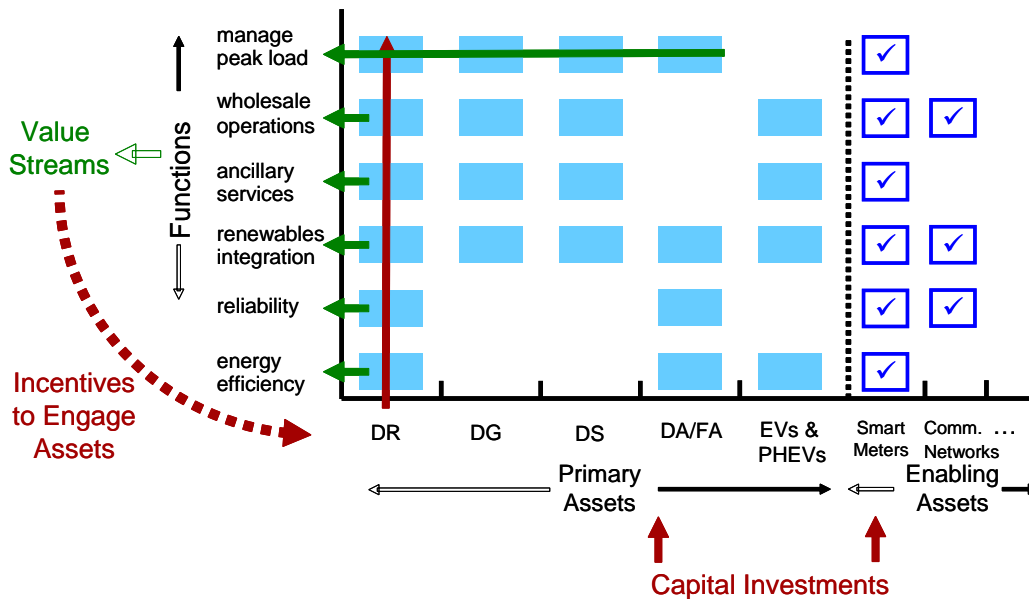 manage
peak load
wholesale
operations
ancillary
services
renewables
integration
reliability
energy
efficiency
Functions
Value
Streams
Incentives
to Engage
Assets
DR
DG
DS
DA/FA
EVs &
PHEVs
Smart
Meters
Comm. ...
Networks
Primary
Assets
Enabling
Assets
Capital Investments